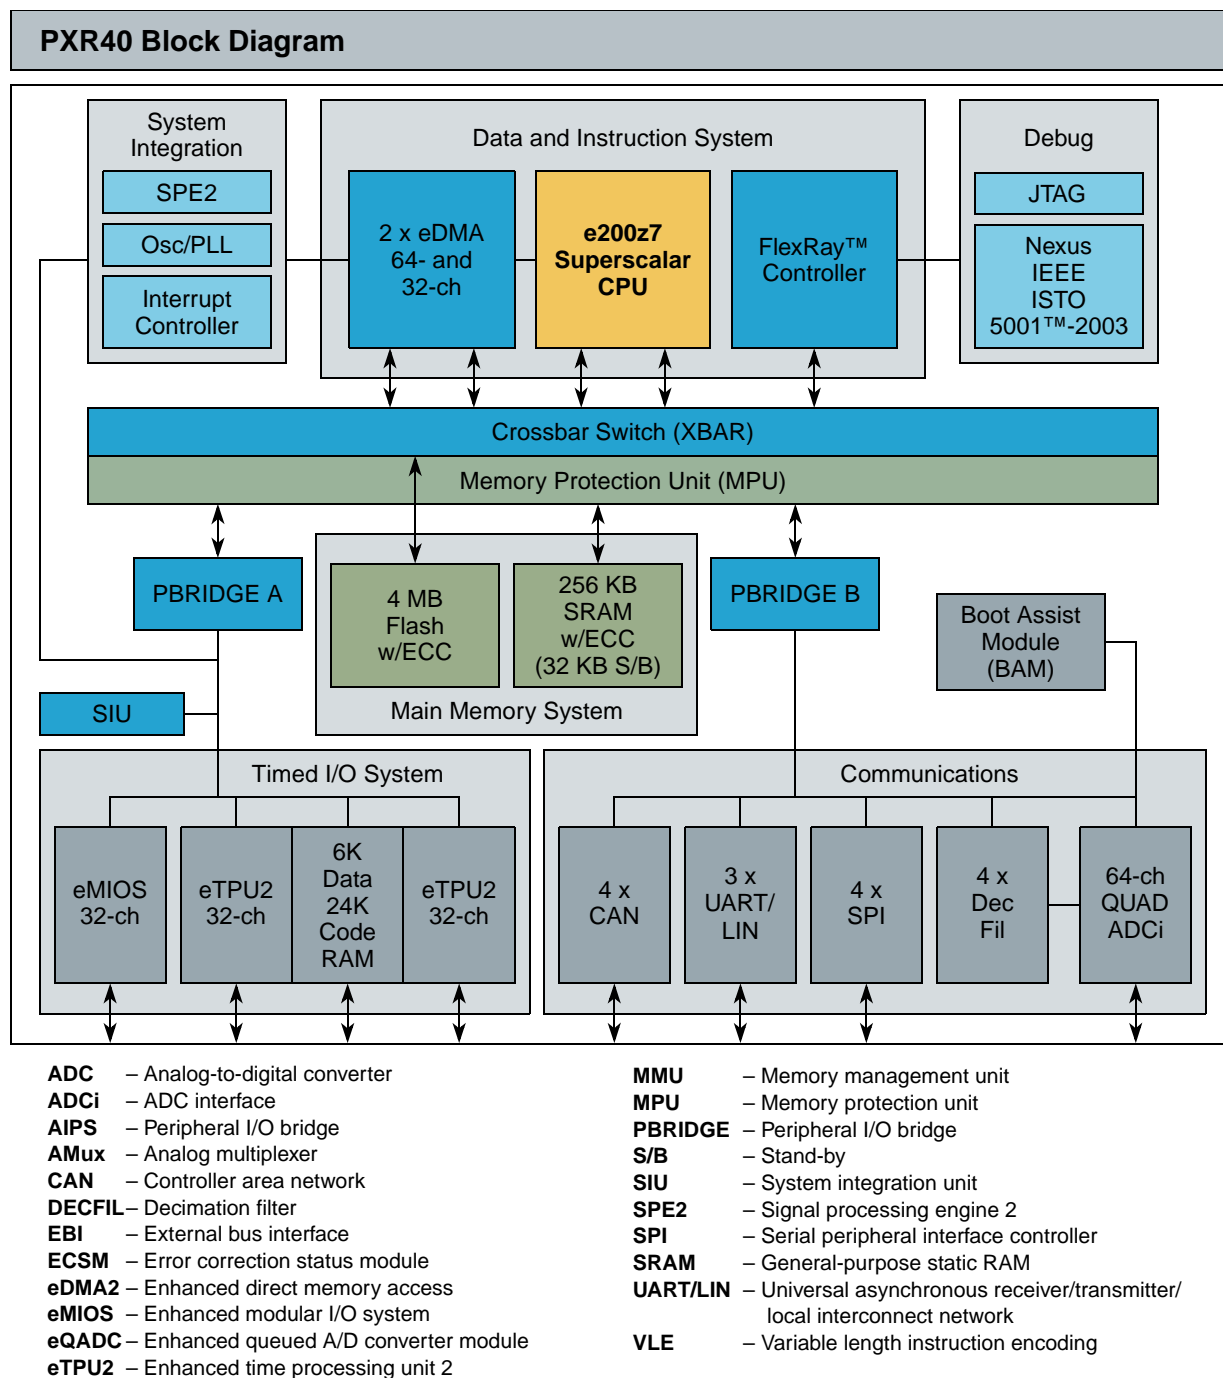 PXR40 Block Diagram
System
Integration
SPE2
Osc/PLL
Interrupt
Controller
Data and Instruction System
2 x eDMA
64- and
32-ch
e200z7
Superscalar
CPU
FlexRay™
Controller
Debug
JTAG
Nexus
IEEE
ISTO
5001™-2003
Crossbar Switch (XBAR)
Memory Protection Unit (MPU)
PBRIDGE A
4 MB
Flash
w/ECC
256 KB
SRAM
w/ECC
(32 KB S/B)
Main Memory System
PBRIDGE B
Boot Assist
Module
(BAM)
SIU
Timed I/O System
eMIOS
32-ch
eTPU2
32-ch
6K
Data
24K
Code
RAM
eTPU2
32-ch
Communications
4 x
CAN
3 x
UART/
LIN
4 x
SPI
4 x
Dec
Fil
64-ch
QUAD
ADCi
ADC – Analog-to-digital converter
ADCi – ADC interface
AIPS – Peripheral I/O bridge
AMux – Analog multiplexer
CAN – Controller area network
DECFIL – Decimation filter
EBI – External bus interface
ECSM – Error correction status module
eDMA2 – Enhanced direct memory access
eMIOS – Enhanced modular I/O system
eQADC – Enhanced queued A/D converter module
eTPU2 – Enhanced time processing unit 2
MMU – Memory management unit
MPU – Memory protection unit
PBRIDGE – Peripheral I/O bridge
S/B – Stand-by
SIU – System integration unit
SPE2 – Signal processing engine 2
SPI – Serial peripheral interface controller
SRAM – General-purpose static RAM
UART/LIN – Universal asynchronous receiver/transmitter/
local interconnect network
VLE – Variable length instruction encoding